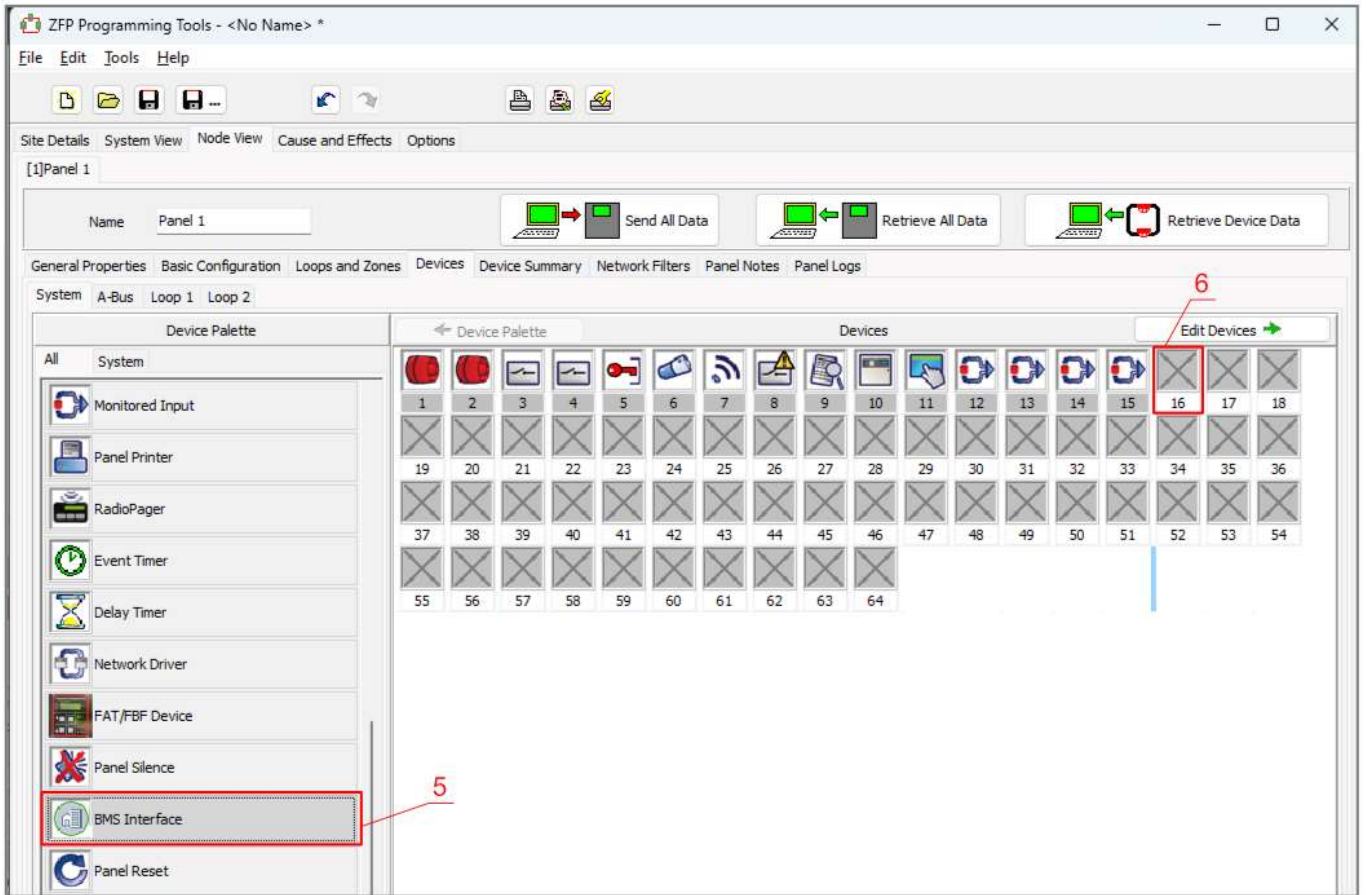 ZFP Programming Tools - <No Name> *
File Edit Tools Help
Site Details System View Node View Cause and Effects Options
[1]Panel 1
Name Panel 1 Send All Data Retrieve All Data Retrieve Device Data
General Properties Basic Configuration Loops and Zones Devices Device Summary Network Filters Panel Notes Panel Logs
System A-Bus Loop 1 Loop 2
6
Device Palette Device Palette Devices Edit Devices
All System
1 2 3 4 5 6 7 8 9 10 11 12 13 14 15 16 17 18
19 20 21 22 23 24 25 26 27 28 29 30 31 32 33 34 35 36
37 38 39 40 41 42 43 44 45 46 47 48 49 50 51 52 53 54
55 56 57 58 59 60 61 62 63 64
Monitored Input
Panel Printer
RadioPager
Event Timer
Delay Timer
Network Driver
FAT/FBF Device
Panel Silence
5
BMS Interface
Panel Reset